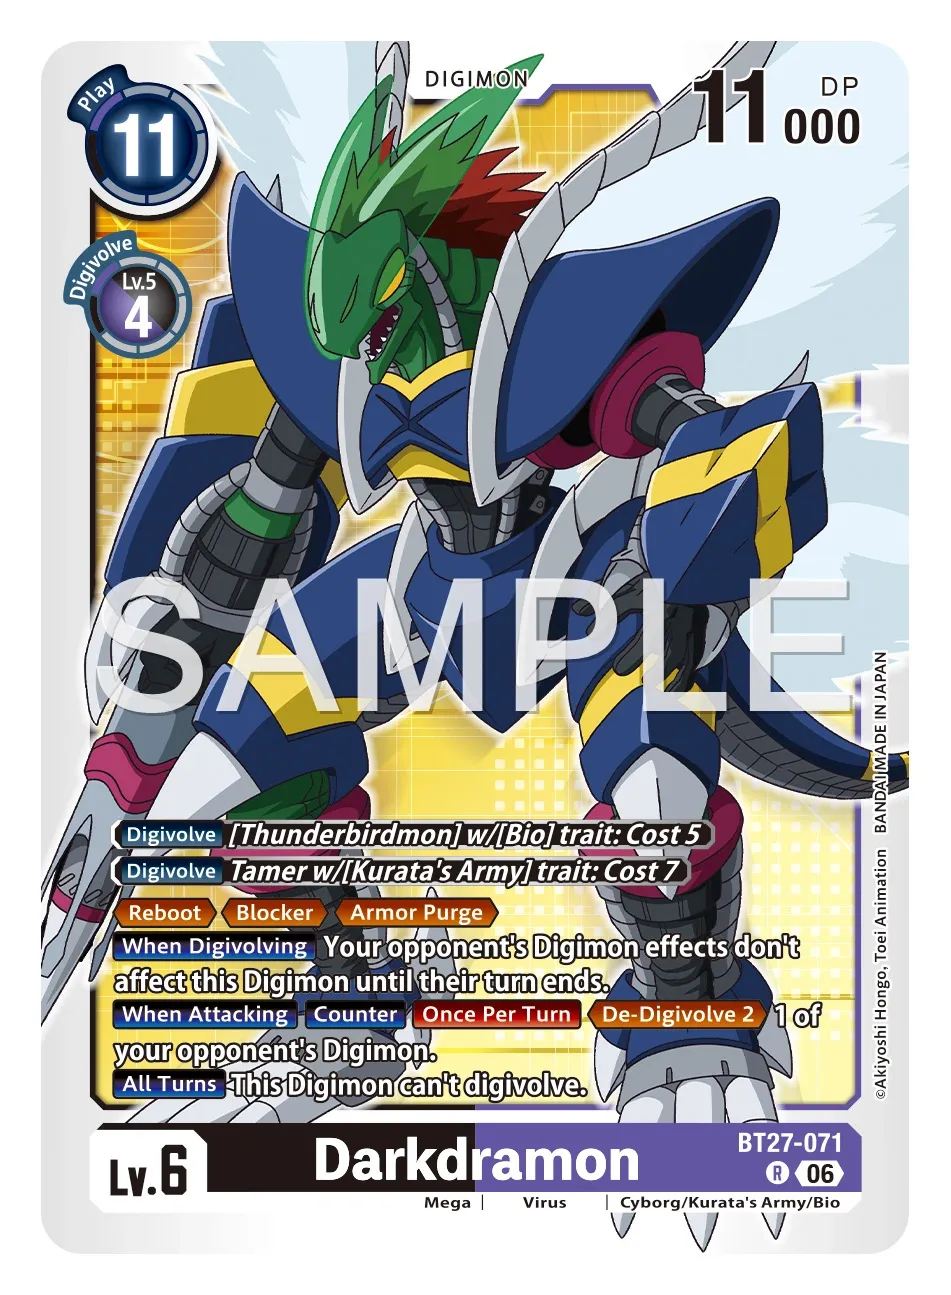 DIGIMON
Play
11
11
DP
000
Digivolve
Lv.5
4
SAMPLE
Digivolve [Thunderbirdmon] w/[Bio] trait: Cost 5
Digivolve Tamer w/[Kurata's Army] trait: Cost 7
Reboot Blocker Armor Purge
When Digivolving Your opponent's Digimon effects don't
affect this Digimon until their turn ends.
When Attacking Counter Once Per Turn De-Digivolve 2 1 of
your opponent's Digimon.
All Turns This Digimon can't digivolve.
©Akiyoshi Hongo, Toei Animation BANDAI MADE IN JAPAN
Lv.6
Darkdramon
BT27-071
R 06
Mega | Virus | Cyborg/Kurata's Army/Bio